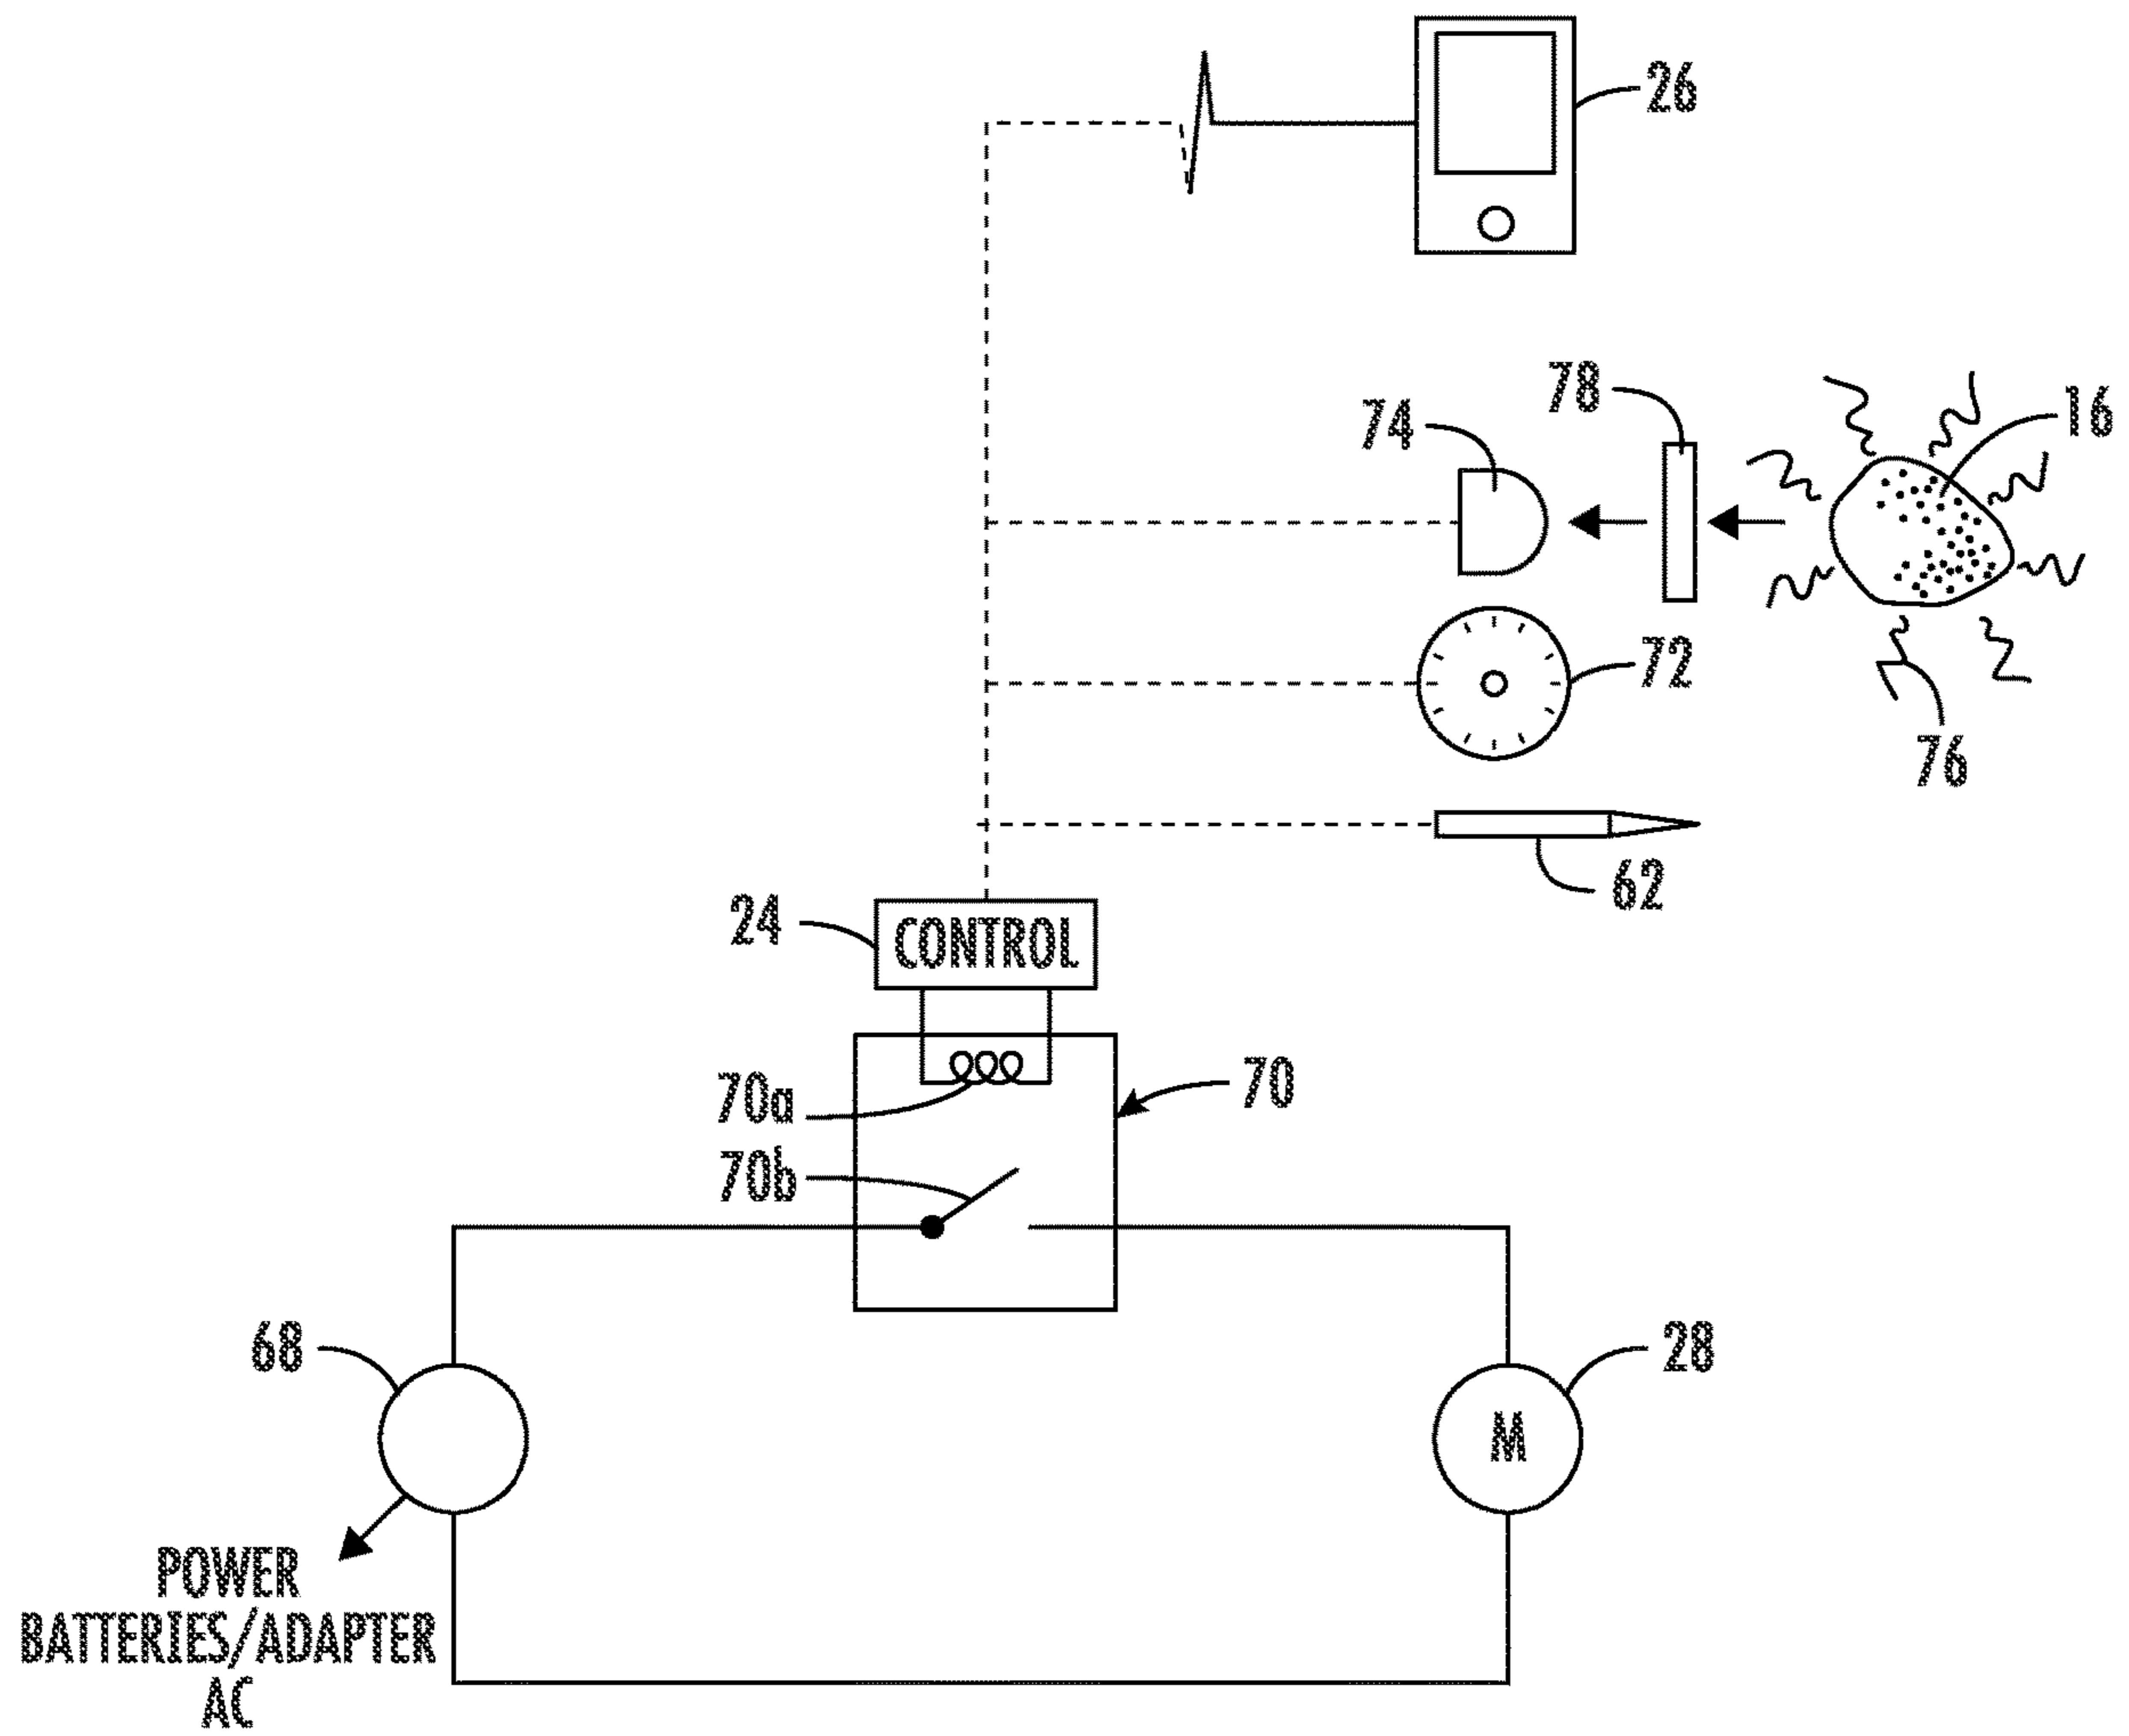 26
78
16
74
72
76
62
24
CONTROL
70a
70
70b
68
28
M
POWER
BATTERIES/ADAPTER
AC